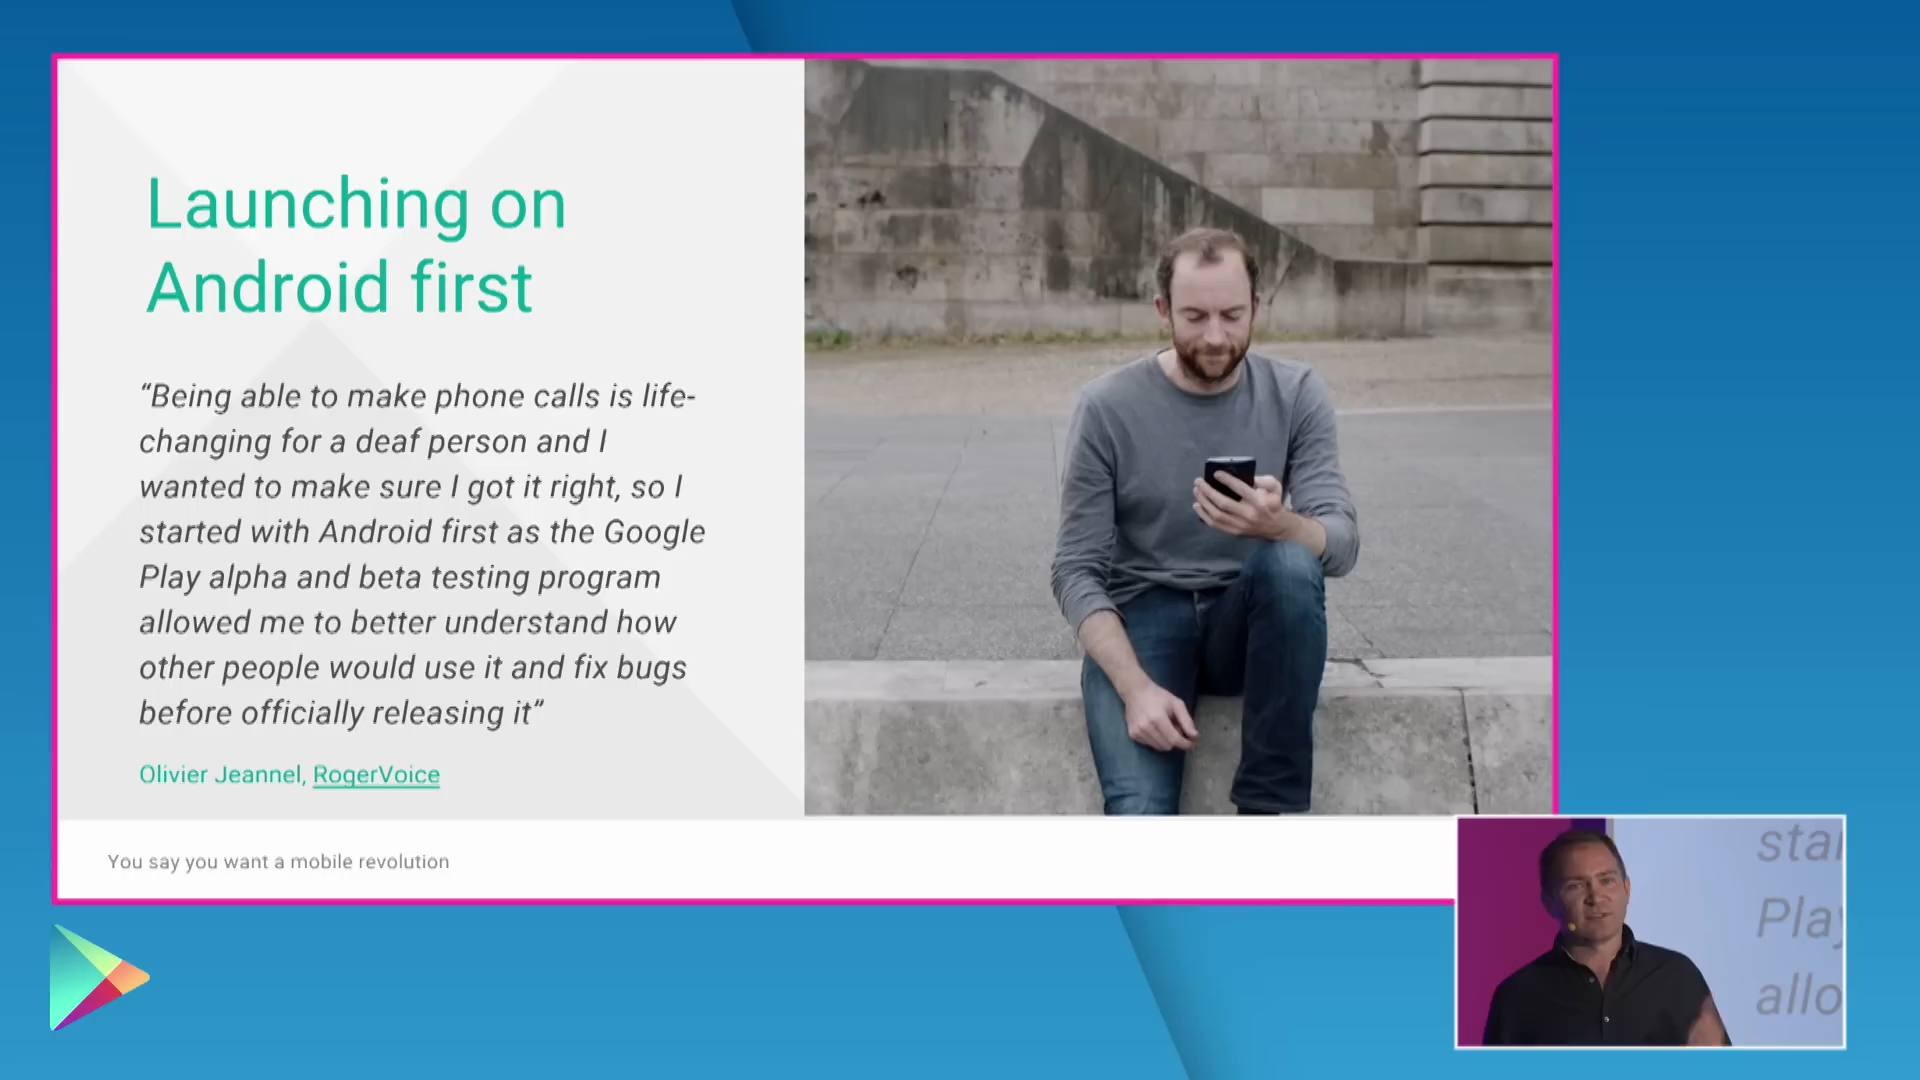 Launching on
Android first
“Being able to make phone calls is life-
changing for a deaf person and I
wanted to make sure I got it right, so I
started with Android first as the Google
Play alpha and beta testing program
allowed me to better understand how
other people would use it and fix bugs
before officially releasing it”
Olivier Jeannel, RogerVoice
You say you want a mobile revolution
sta
Play
allo